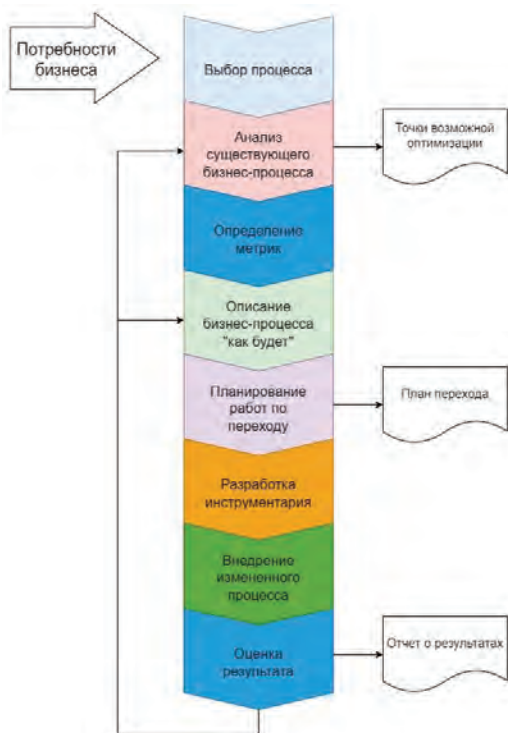 Потребности
бизнеса
Выбор процесса
Анализ
существующего
бизнес-процесса
Точки возможной
оптимизации
Определение
метрик
Описание
бизнес-процесса
"как будет"
Планирование
работ по
переходу
План перехода
Разработка
инструментария
Внедрение
измененного
процесса
Оценка
результата
Отчет о результатах